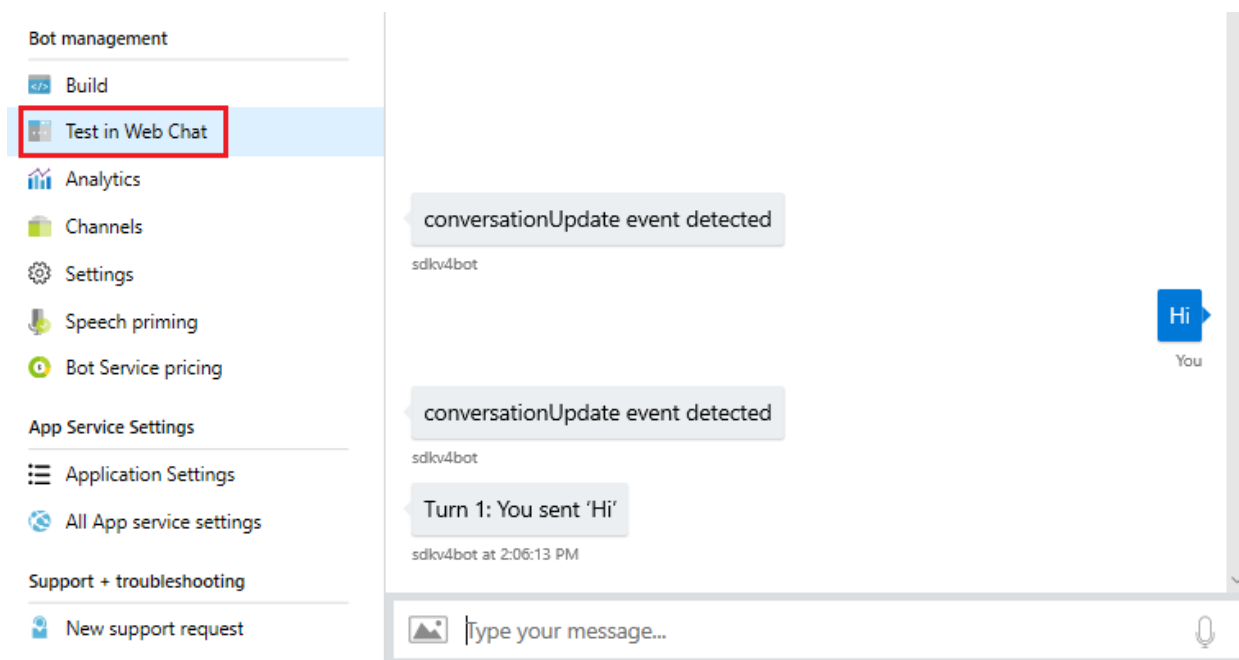 Bot management
Build
Test in Web Chat
Analytics
Channels
Settings
Speech priming
Bot Service pricing
App Service Settings
Application Settings
All App service settings
Support + troubleshooting
New support request
conversationUpdate event detected
sdkv4bot
Hi
You
conversationUpdate event detected
sdkv4bot
Turn 1: You sent ‘Hi’
sdkv4bot at 2:06:13 PM
Type your message...